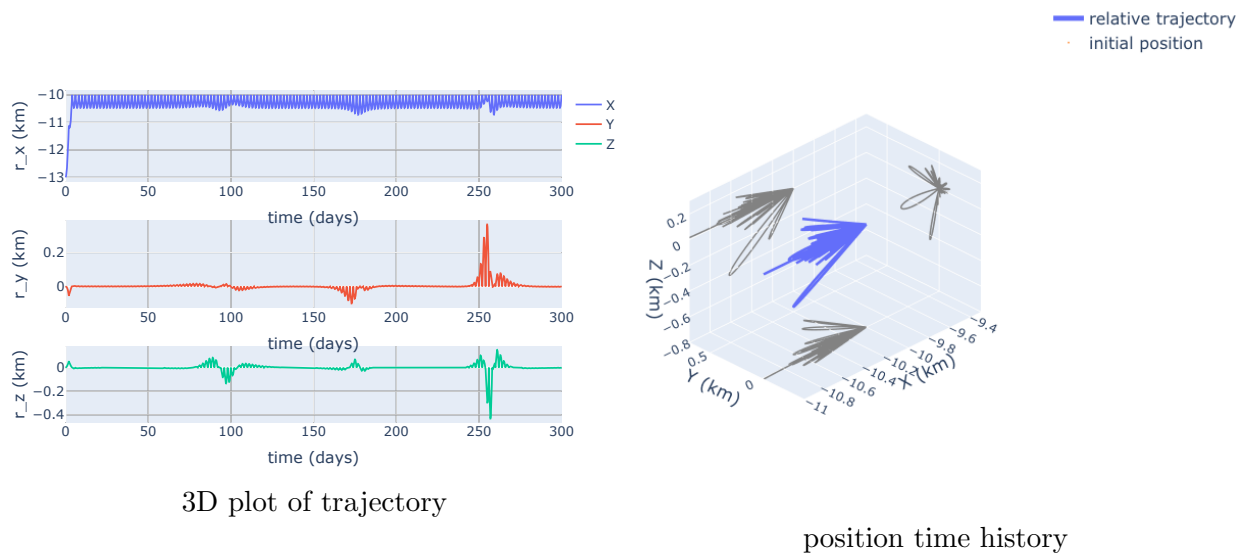 relative trajectory
initial position
−10
−11
−12
−13
r_x (km)
0 50 100 150 200 250 300
time (days)
X
Y
Z
0.2
0
r_y (km)
0 50 100 150 200 250 300
time (days)
0
−0.2
−0.4
r_z (km)
0 50 100 150 200 250 300
time (days)
0.2
0
−0.2
−0.4
−0.6
−0.8
Z (km)
0.5
0
Y (km)
−11
−10.8
−10.6
−10.4
−10.2
−10
−9.8
−9.6
−9.4
X (km)
3D plot of trajectory
position time history